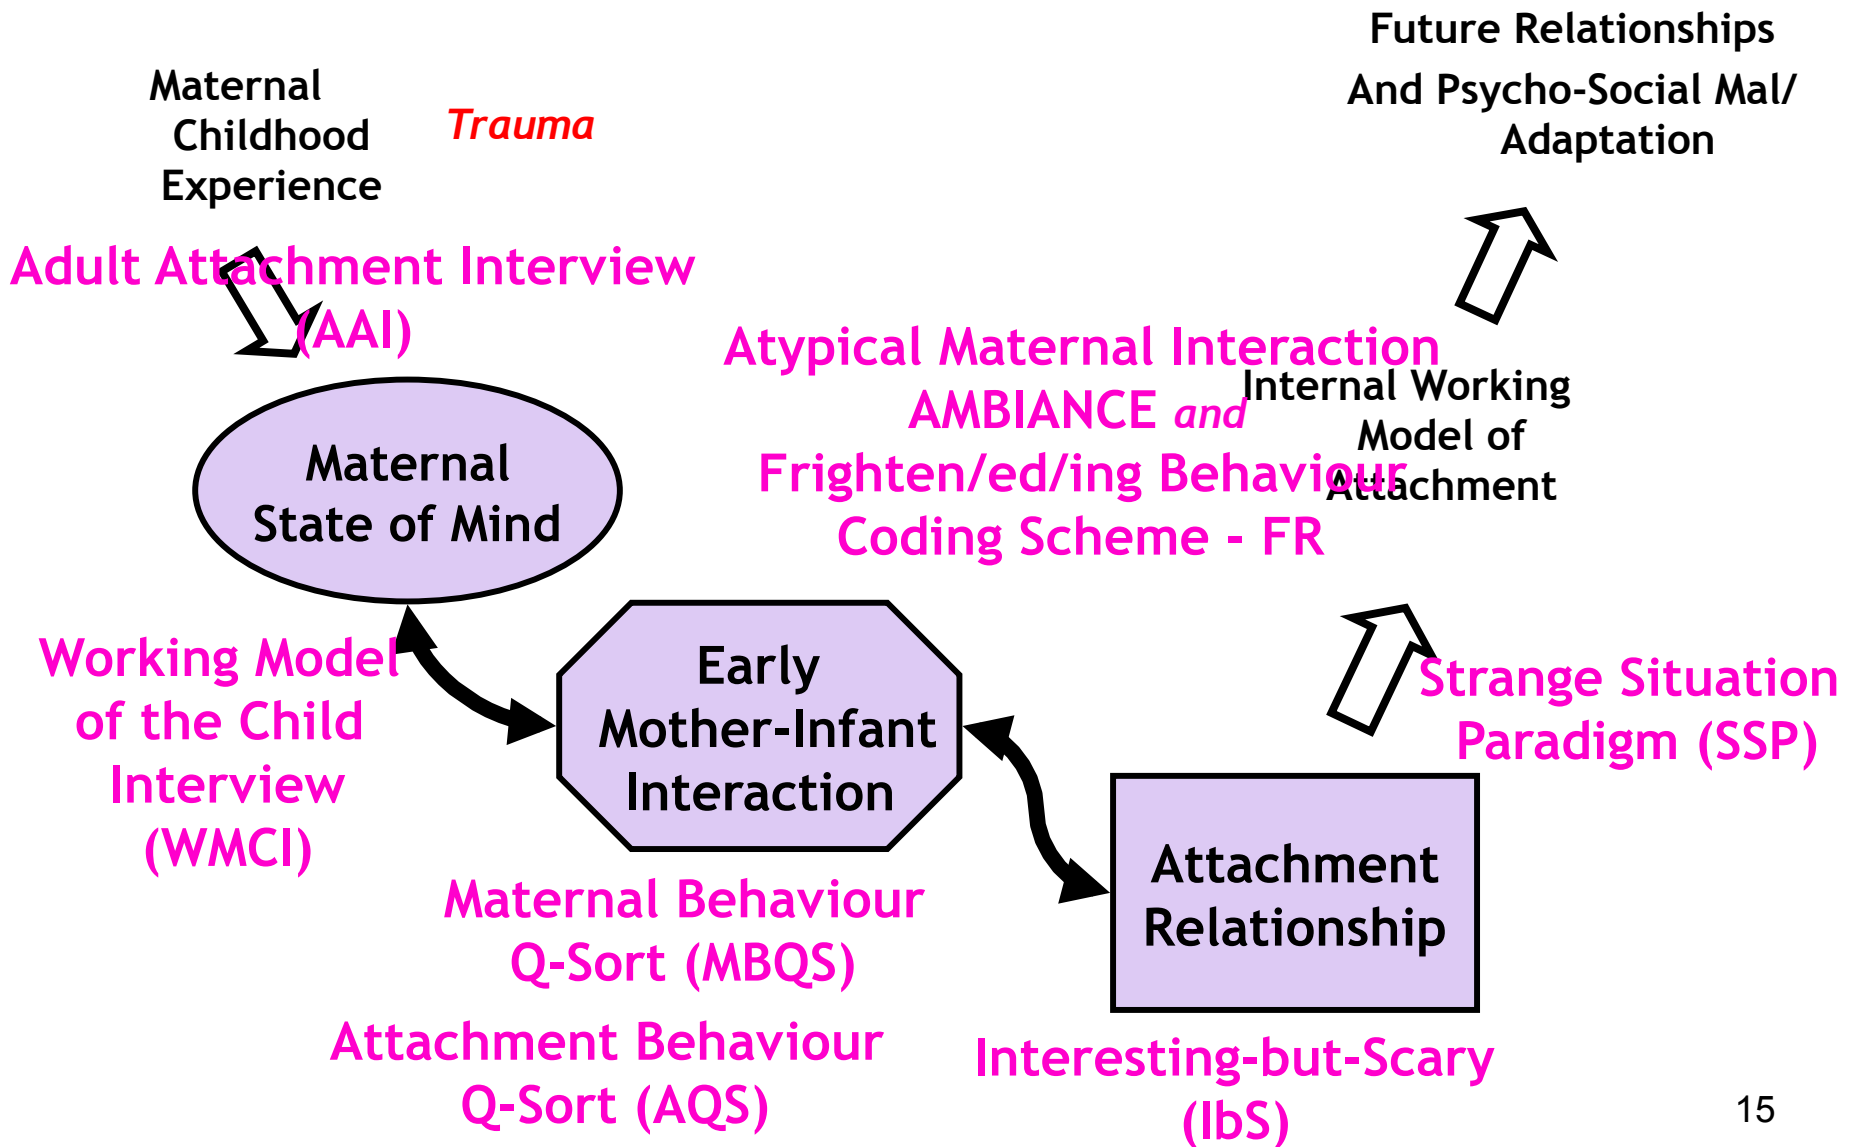 Future Relationships
And Psycho-Social Mal/
Adaptation
Maternal
Childhood
Experience
Trauma
Adult Attachment Interview
(AAI)
Atypical Maternal Interaction
AMBIANCE and
Frighten/ed/ing Behaviour
Coding Scheme - FR
Internal Working
Model of
Attachment
Maternal
State of Mind
Working Model
of the Child
Interview
(WMCI)
Early
Mother-Infant
Interaction
Strange Situation
Paradigm (SSP)
Attachment
Relationship
Maternal Behaviour
Q-Sort (MBQS)
Attachment Behaviour
Q-Sort (AQS)
Interesting-but-Scary
(IbS)
15